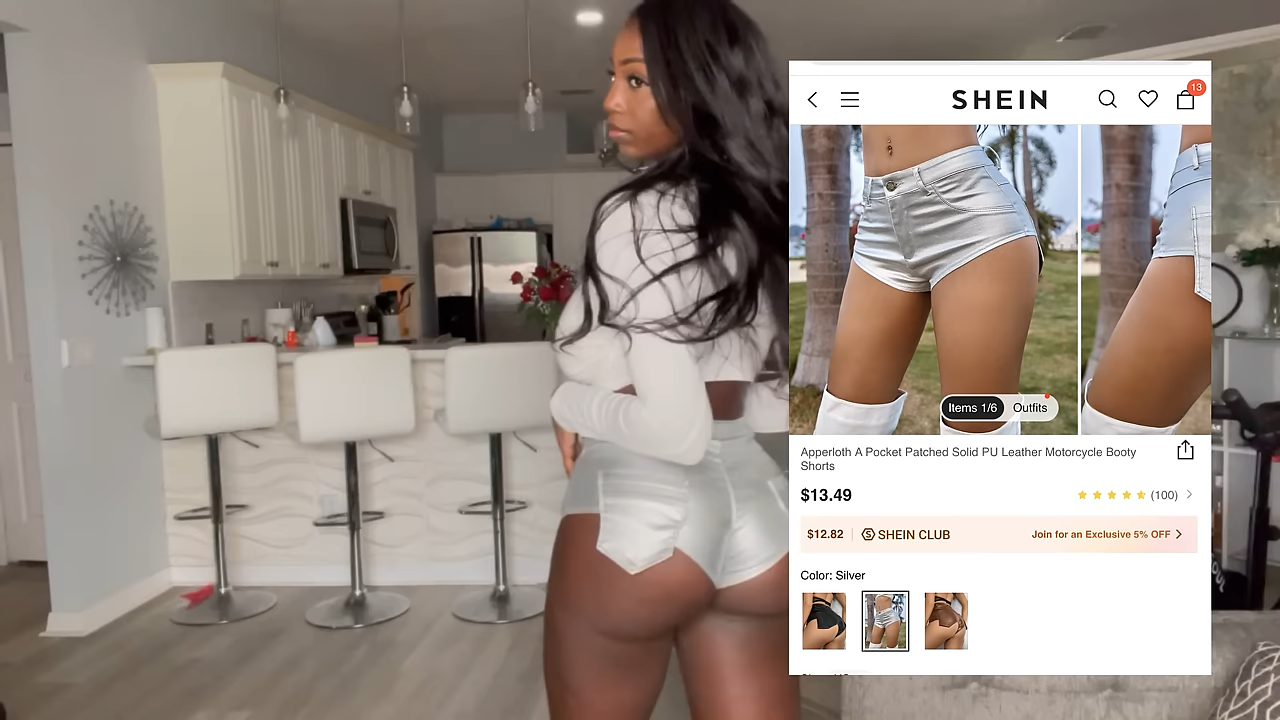 SHEIN
13
Items 1/6 Outfits
Apperloth A Pocket Patched Solid PU Leather Motorcycle Booty
Shorts
$13.49
(100)
$12.82 SHEIN CLUB Join for an Exclusive 5% OFF
Color: Silver